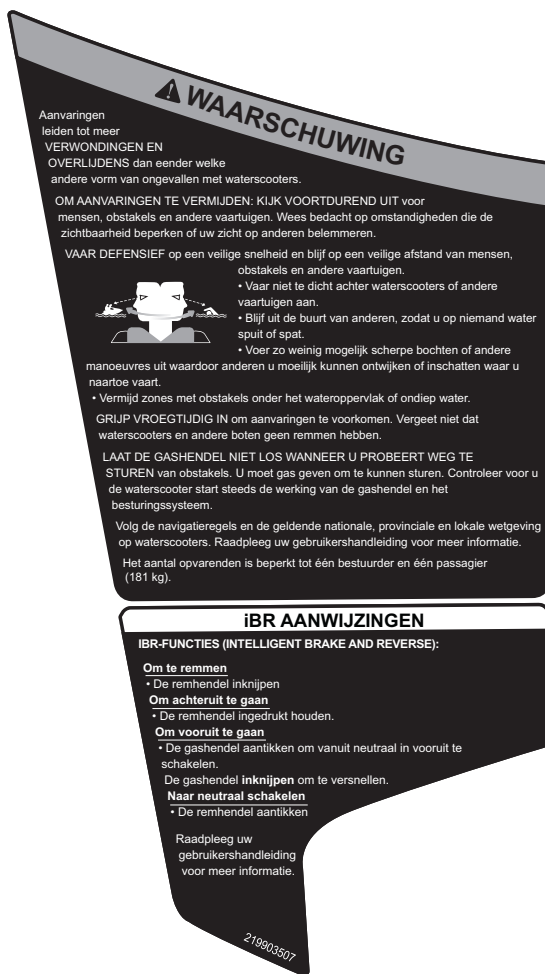 WAARSCHUWING
Aanvaringen
leiden tot meer
VERWONDINGEN EN
OVERLIJDENS dan eender welke
andere vorm van ongevallen met waterscooters.
OM AANVARINGEN TE VERMIJDEN: KIJK VOORTDUREND UIT voor
mensen, obstakels en andere vaartuigen. Wees bedacht op omstandigheden die de
zichtbaarheid beperken of uw zicht op anderen belemmeren.
VAAR DEFENSIEF op een veilige snelheid en blijf op een veilige afstand van mensen,
obstakels en andere vaartuigen.
• Vaar niet te dicht achter waterscooters of andere
vaartuigen aan.
• Blijf uit de buurt van anderen, zodat u op niemand water
spuit of spat.
• Voer zo weinig mogelijk scherpe bochten of andere
manoeuvres uit waardoor anderen u moeilijk kunnen ontwijken of inschatten waar u
naartoe vaart.
• Vermijd zones met obstakels onder het wateroppervlak of ondiep water.
GRIJP VROEGTIJDIG IN om aanvaringen te voorkomen. Vergeet niet dat
waterscooters en andere boten geen remmen hebben.
LAAT DE GASHENDEL NIET LOS WANNEER U PROBEERT WEG TE
STUREN van obstakels. U moet gas geven om te kunnen sturen. Controleer voor u
de waterscooter start steeds de werking van de gashendel en het
besturingssysteem.
Volg de navigatieregels en de geldende nationale, provinciale en lokale wetgeving
op waterscooters. Raadpleeg uw gebruikershandleiding voor meer informatie.
Het aantal opvarenden is beperkt tot één bestuurder en één passagier
(181 kg).
iBR AANWIJZINGEN
IBR-FUNCTIES (INTELLIGENT BRAKE AND REVERSE):
Om te remmen
• De remhendel inknijpen
Om achteruit te gaan
• De remhendel ingedrukt houden.
Om vooruit te gaan
• De gashendel aantikken om vanuit neutraal in vooruit te
schakelen.
De gashendel inknijpen om te versnellen.
Naar neutraal schakelen
• De remhendel aantikken
Raadpleeg uw
gebruikershandleiding
voor meer informatie.
219903507